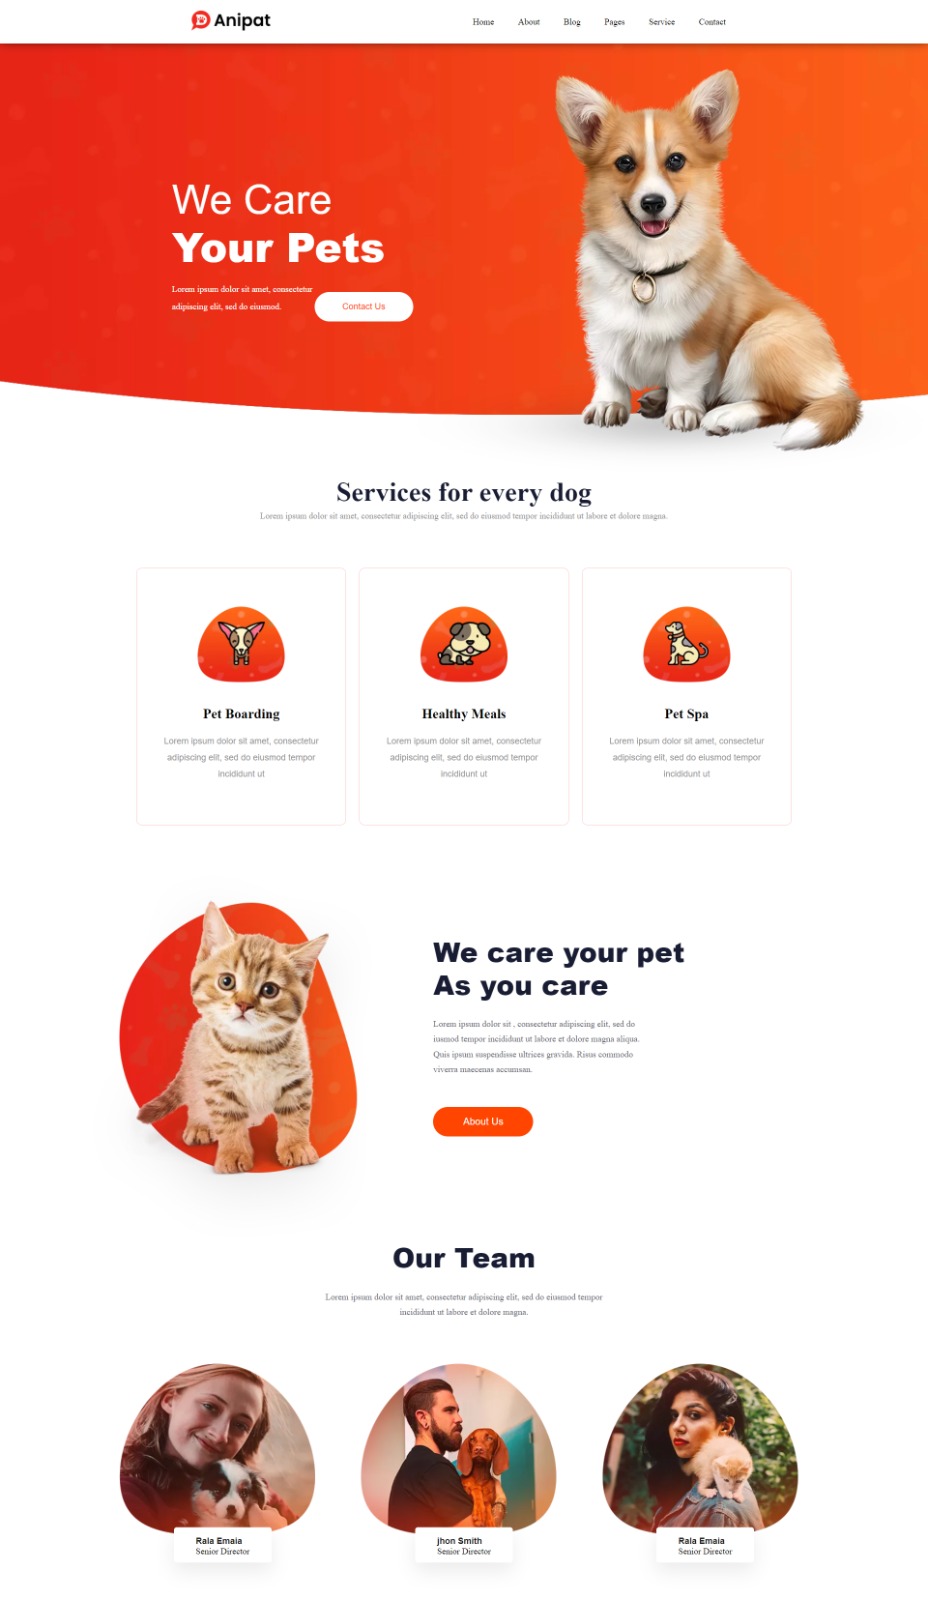 Anipat
Home About Blog Pages Service Contact
We Care
Your Pets
Lorem ipsum dolor sit amet, consectetur
adipiscing elit, sed do eiusmod.
Contact Us
Services for every dog
Lorem ipsum dolor sit amet, consectetur adipiscing elit, sed do eiusmod tempor incididunt ut labore et dolore magna.
Pet Boarding
Lorem ipsum dolor sit amet, consectetur
adipiscing elit, sed do eiusmod tempor
incididunt ut
Healthy Meals
Lorem ipsum dolor sit amet, consectetur
adipiscing elit, sed do eiusmod tempor
incididunt ut
Pet Spa
Lorem ipsum dolor sit amet, consectetur
adipiscing elit, sed do eiusmod tempor
incididunt ut
We care your pet
As you care
Lorem ipsum dolor sit , consectetur adipiscing elit, sed do
iusmod tempor incididunt ut labore et dolore magna aliqua.
Quis ipsum suspendisse ultrices gravida. Risus commodo
viverra maecenas accumsan.
About Us
Our Team
Lorem ipsum dolor sit amet, consectetur adipiscing elit, sed do eiusmod tempor
incididunt ut labore et dolore magna.
Rala Emaia
Senior Director
jhon Smith
Senior Director
Rala Emaia
Senior Director